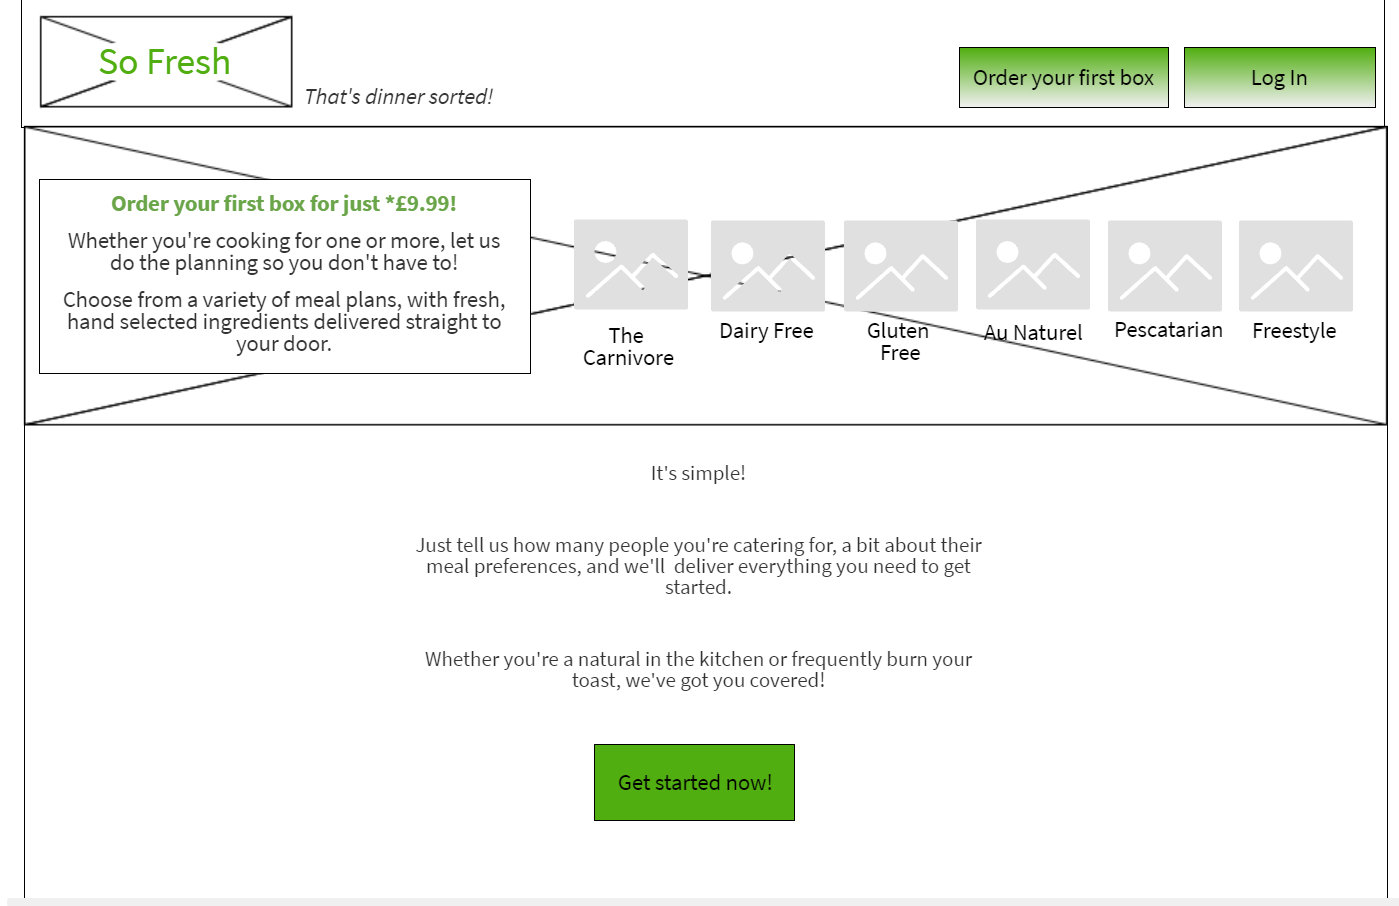 So Fresh
That's dinner sorted!
Order your first box
Log In
Order your first box for just *£9.99!
Whether you're cooking for one or more, let us
do the planning so you don't have to!
Choose from a variety of meal plans, with fresh,
hand selected ingredients delivered straight to
your door.
The
Carnivore
Dairy Free
Gluten
Free
Au Naturel
Pescatarian
Freestyle
It's simple!
Just tell us how many people you're catering for, a bit about their
meal preferences, and we'll  deliver everything you need to get
started.
Whether you're a natural in the kitchen or frequently burn your
toast, we've got you covered!
Get started now!